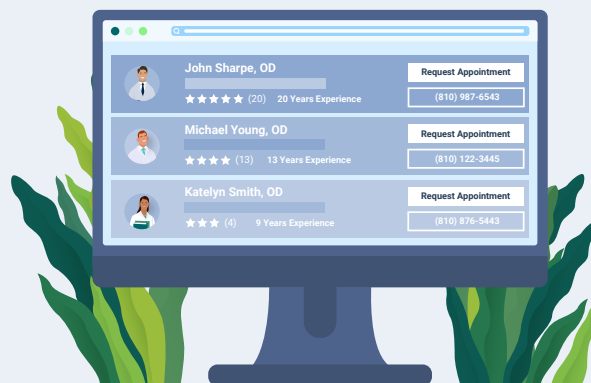 John Sharpe, OD
Request Appointment
(20) 20 Years Experience
(810) 987-6543
Michael Young, OD
Request Appointment
(13) 13 Years Experience
(810) 122-3445
Katelyn Smith, OD
Request Appointment
(4) 9 Years Experience
(810) 876-5443